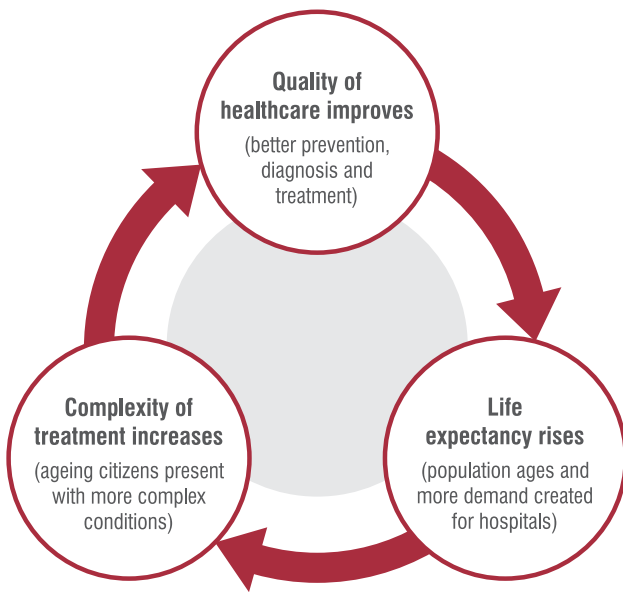 Quality of
healthcare improves
(better prevention,
diagnosis and
treatment)
Life
expectancy rises
(population ages and
more demand created
for hospitals)
Complexity of
treatment increases
(ageing citizens present
with more complex
conditions)